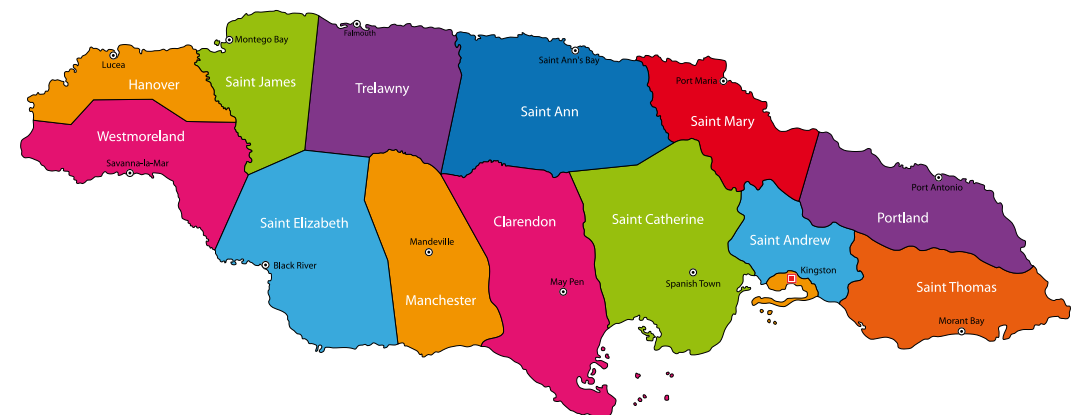 Montego Bay
Falmouth
Lucea
Saint Ann's Bay
Hanover
Saint James
Trelawny
Port Maria
Saint Ann
Saint Mary
Westmoreland
Savanna-la-Mar
Port Antonio
Saint Elizabeth
Clarendon
Saint Catherine
Portland
Mandeville
Saint Andrew
Black River
Kingston
May Pen
Spanish Town
Saint Thomas
Manchester
Morant Bay